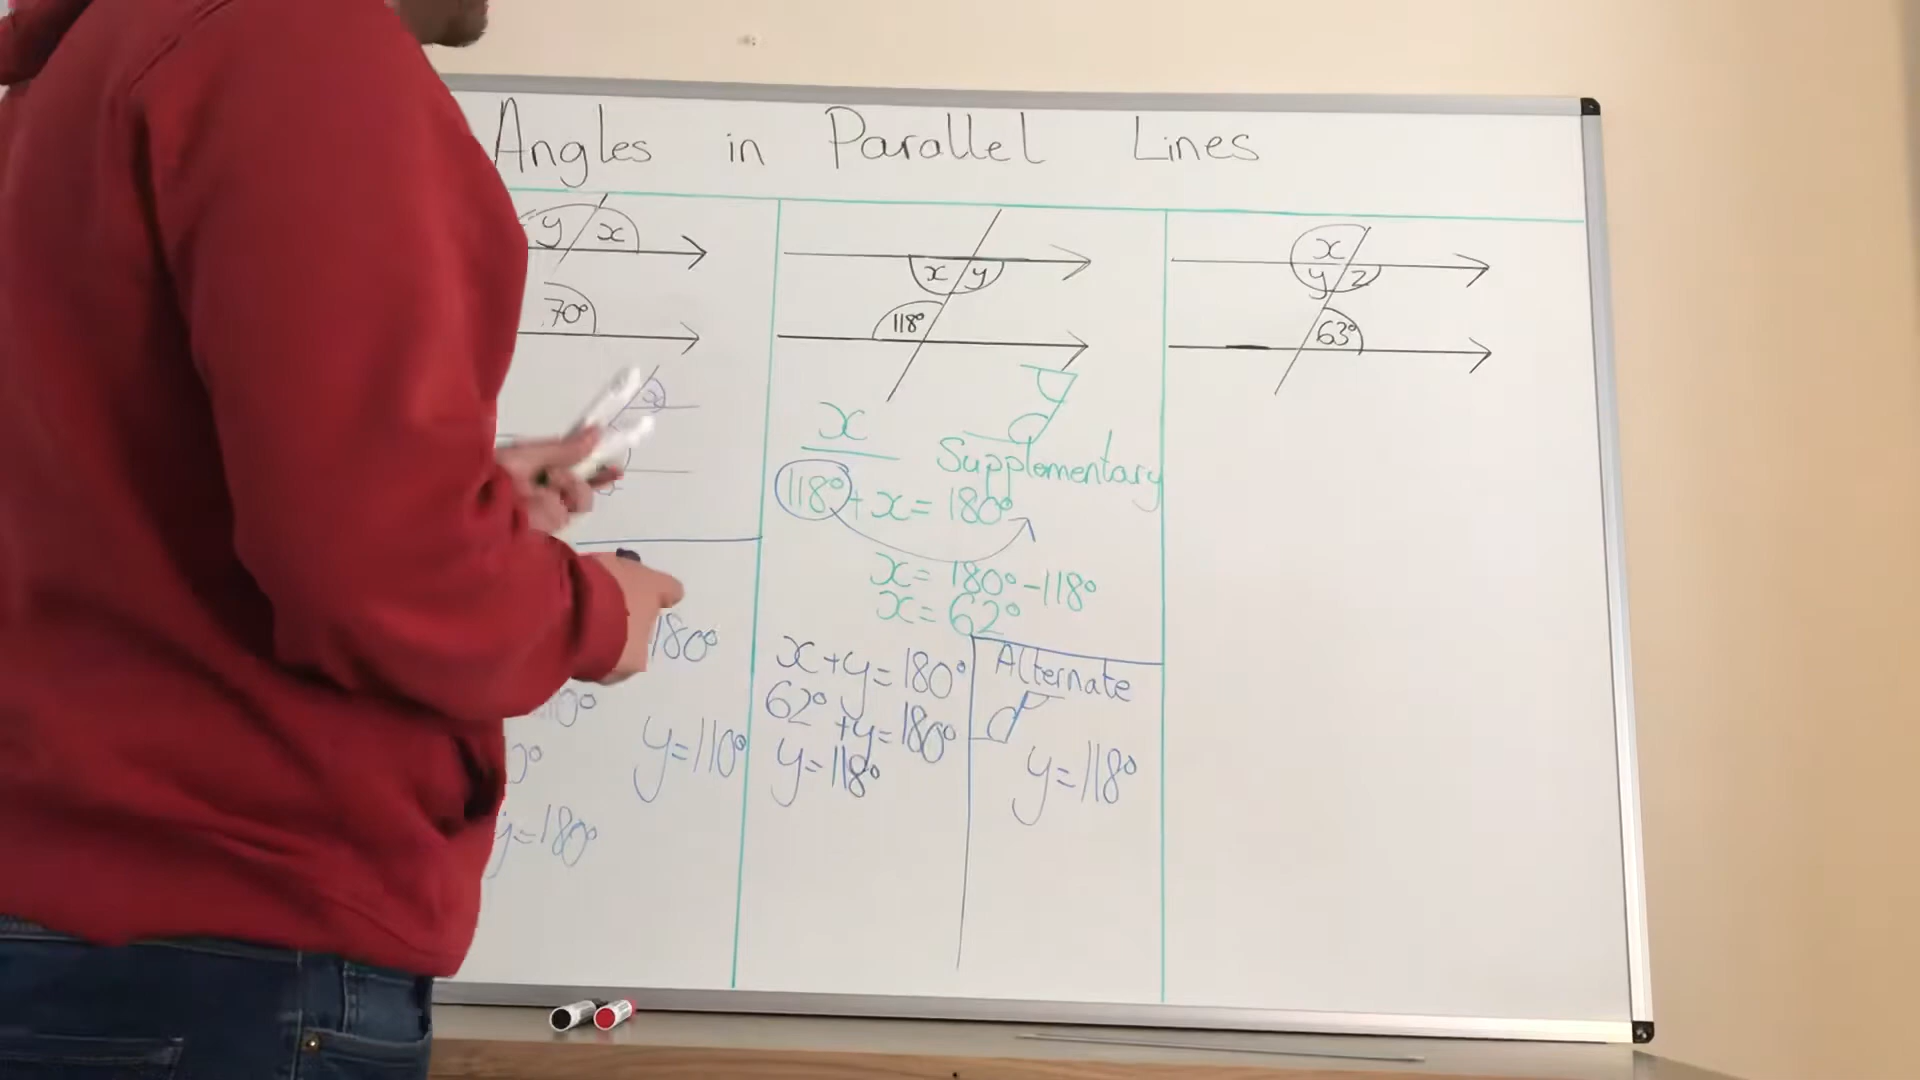 Angles in Parallel Lines
y x
70°
x
180°
y=110°
y=180°
x y
118°
x
Supplementary
118°+x=180°
x=180°-118°
x=62°
x+y=180°
62°+y=180°
y=118°
Alternate
y=118°
x
y z
63°